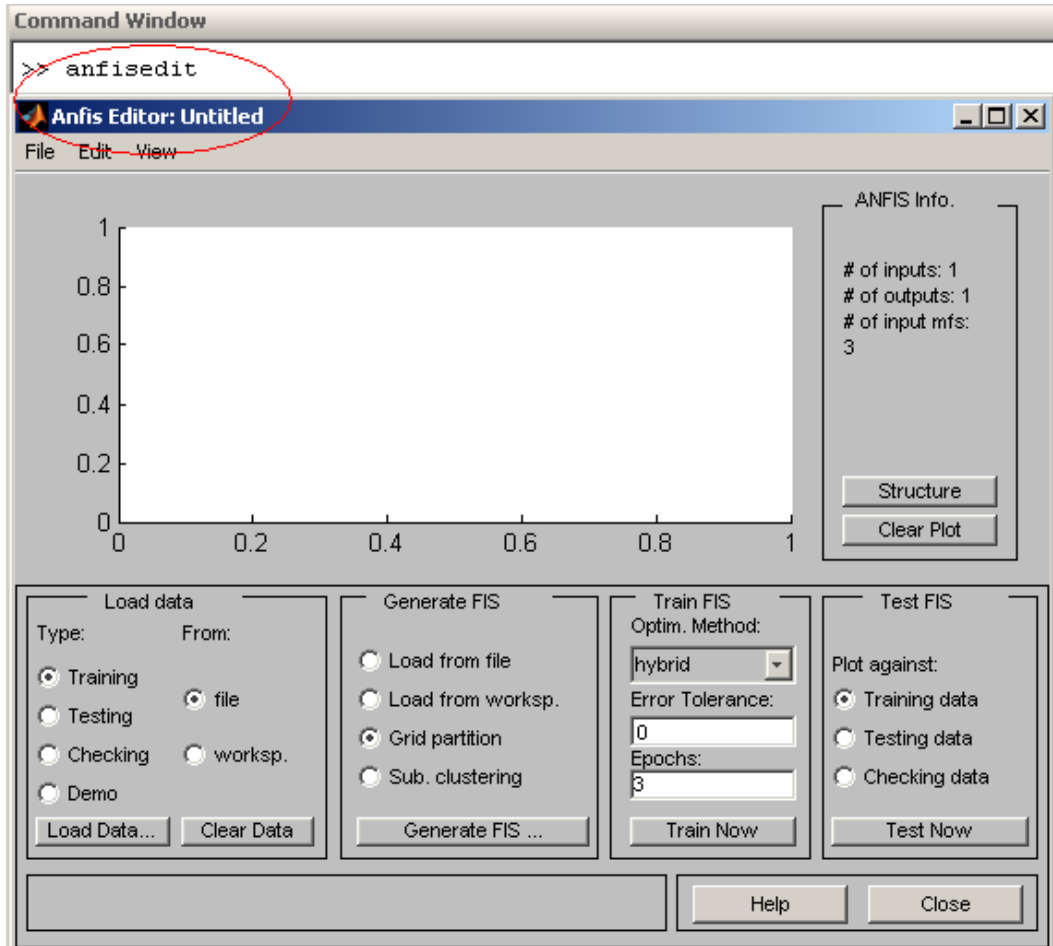 Command Window
>> anfisedit
Anfis Editor: Untitled
File Edit View
1
0.8
0.6
0.4
0.2
0
0 0.2 0.4 0.6 0.8 1
ANFIS Info.
# of inputs: 1
# of outputs: 1
# of input mfs:
3
Structure
Clear Plot
Load data
Type: From:
Training
file
Testing
Checking
worksp.
Demo
Load Data... Clear Data
Generate FIS
Load from file
Load from worksp.
Grid partition
Sub. clustering
Generate FIS ...
Train FIS
Optim. Method:
hybrid
Error Tolerance:
0
Epochs:
3
Train Now
Test FIS
Plot against:
Training data
Testing data
Checking data
Test Now
Help Close